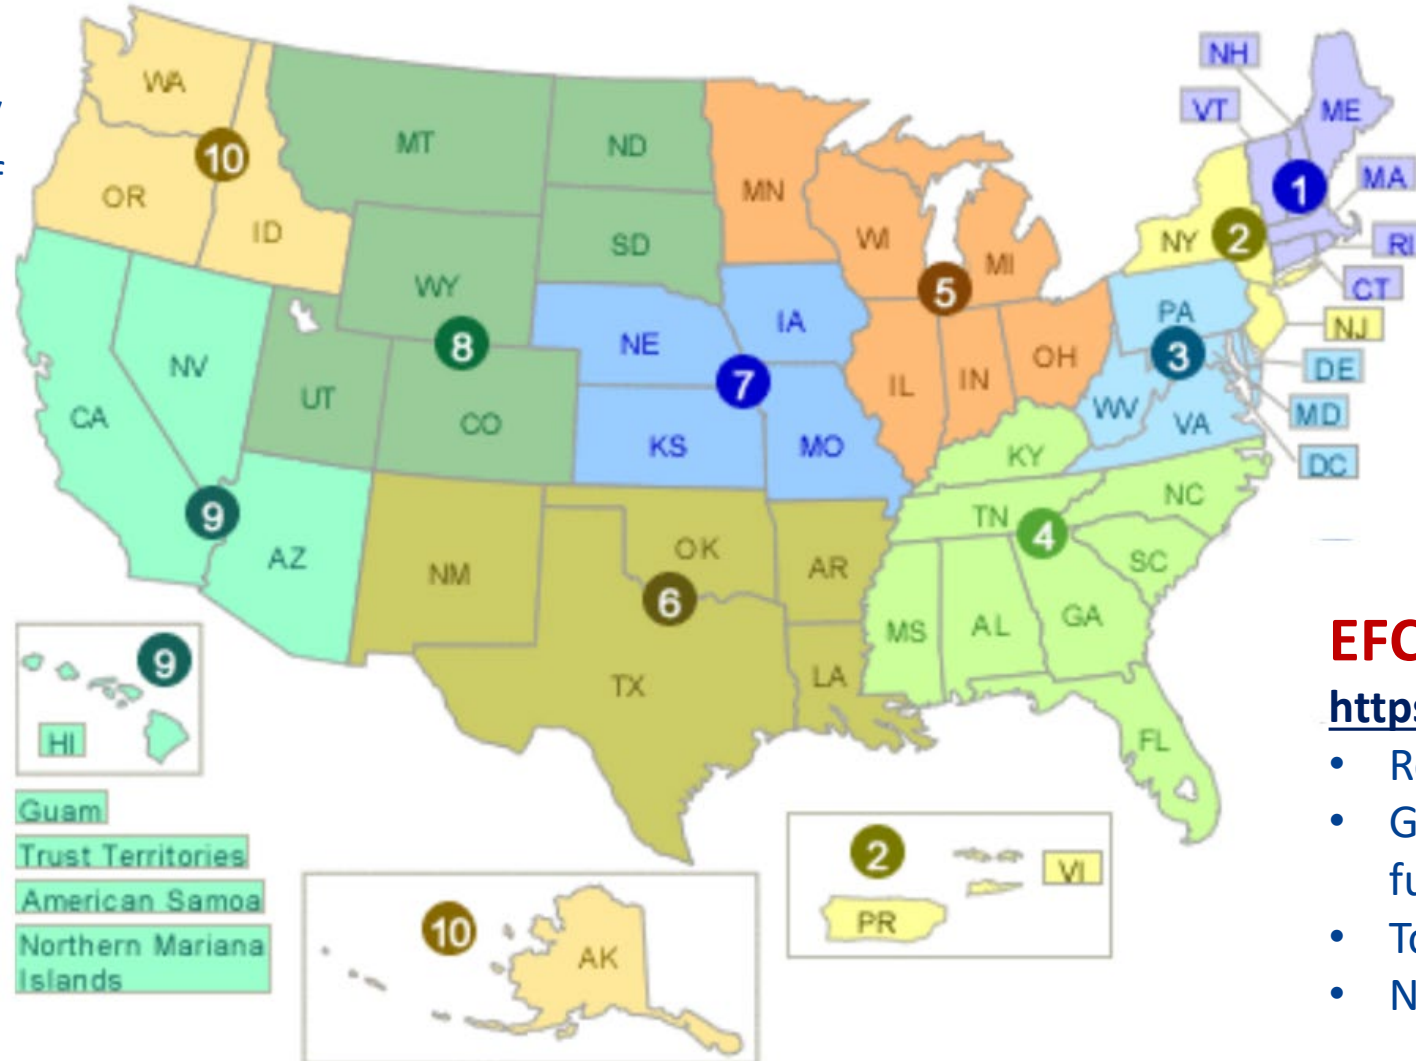 NH
WA
VT
ME
10
MT
ND
MN
1
MA
OR
ID
SD
WI
MI
NY
2
RI
WY
5
CT
8
NE
IA
PA
NJ
NV
7
3
DE
UT
CO
IL
IN
OH
WV
MD
CA
KS
MO
VA
KY
DC
9
TN
NC
AZ
NM
OK
AR
4
SC
6
MS
AL
GA
9
TX
LA
HI
FL
EFC
https
Guam
Trust Territories
American Samoa
Northern Mariana
Islands
2
VI
PR
10
AK